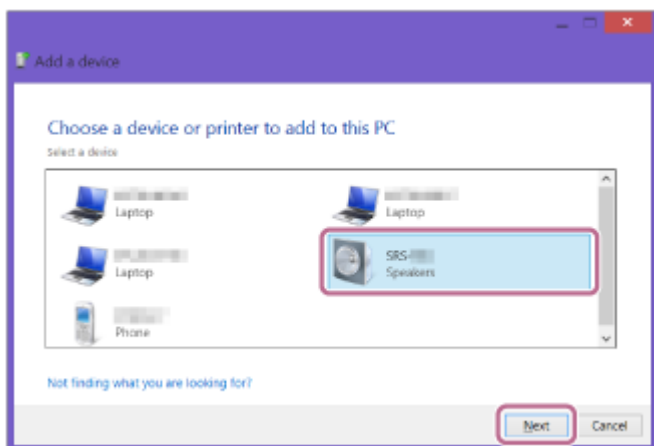 Add a device
Choose a device or printer to add to this PC
Select a device
Laptop
Laptop
Laptop
SRS-
Speakers
Phone
Not finding what you are looking for?
Next
Cancel